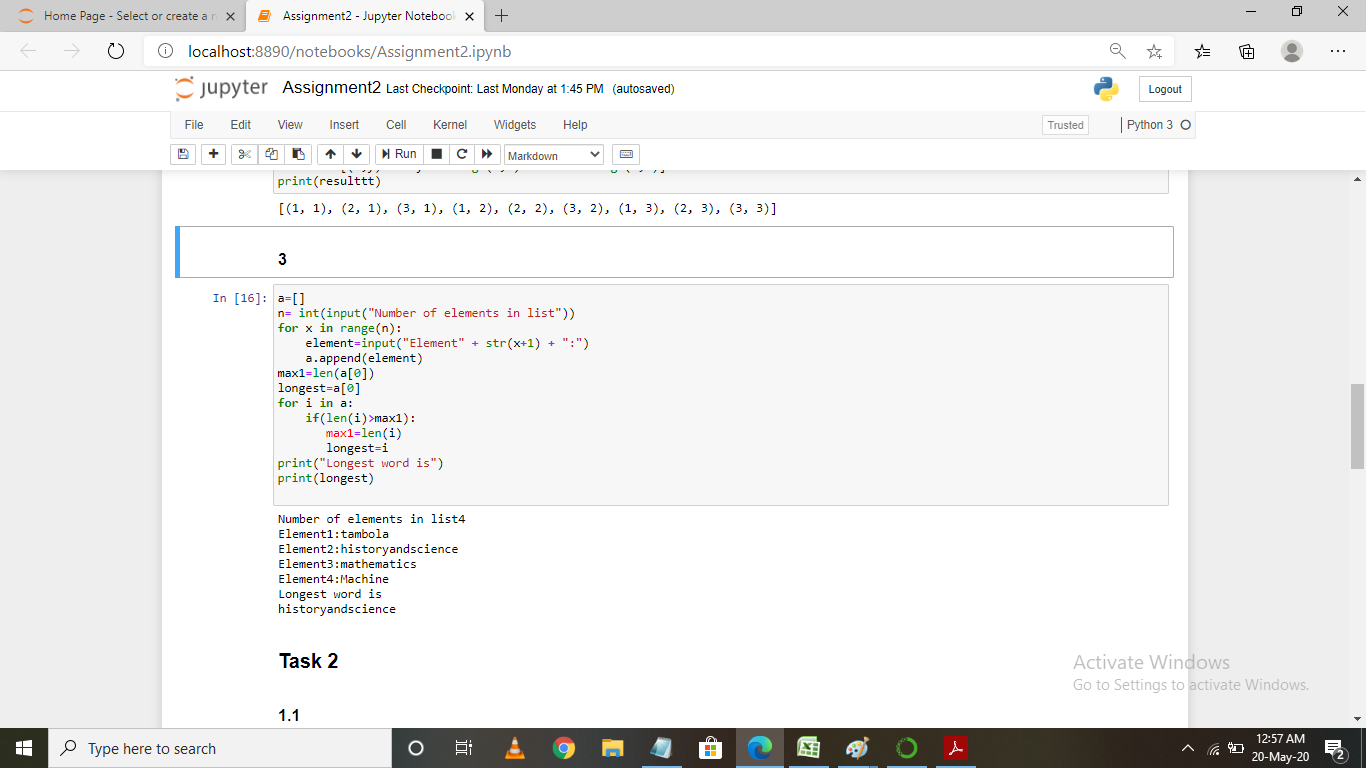 Home Page - Select or create a n
Assignment2 - Jupyter Notebook
localhost:8890/notebooks/Assignment2.ipynb
jupyter Assignment2 Last Checkpoint: Last Monday at 1:45 PM (autosaved)
Logout
File Edit View Insert Cell Kernel Widgets Help
Trusted
Python 3
Run
Markdown
print(resulttt)
[(1, 1), (2, 1), (3, 1), (1, 2), (2, 2), (3, 2), (1, 3), (2, 3), (3, 3)]
3
In [16]:
a=[]
n= int(input("Number of elements in list"))
for x in range(n):
    element=input("Element" + str(x+1) + ":")
    a.append(element)
max1=len(a[0])
longest=a[0]
for i in a:
    if(len(i)>max1):
       max1=len(i)
       longest=i
print("Longest word is")
print(longest)
Number of elements in list4
Element1:tambola
Element2:historyandscience
Element3:mathematics
Element4:Machine
Longest word is
historyandscience
Task 2
1.1
Activate Windows
Go to Settings to activate Windows.
Type here to search
12:57 AM
20-May-20
2